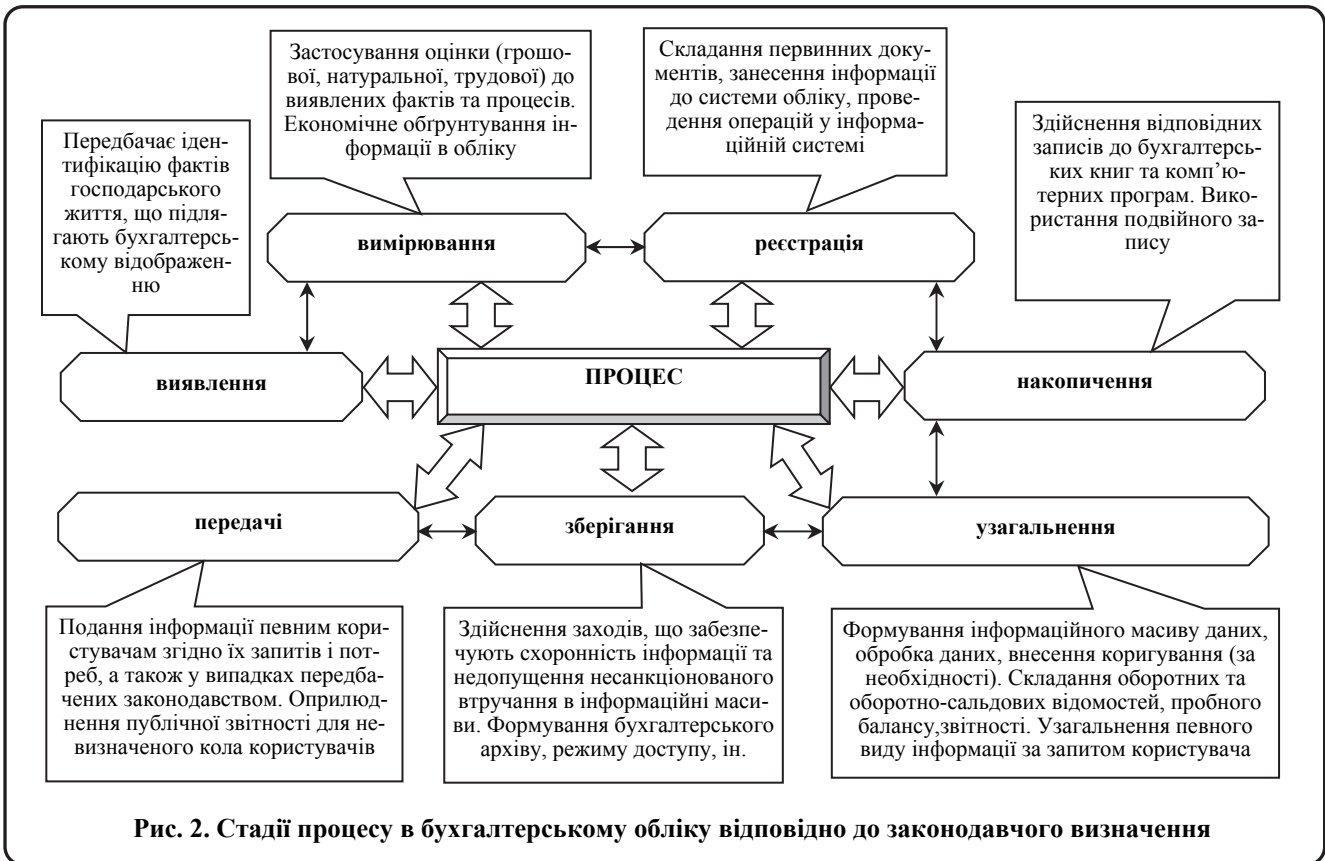 Застосування оцінки (грошо-
вої, натуральної, трудової) до
виявлених фактів та процесів.
Економічне обґрунтування ін-
формації в обліку
Складання первинних доку-
ментів, занесення інформації
до системи обліку, прове-
дення операцій у інформа-
ційній системі
Передбачає іден-
тифікацію фактів
господарського
життя, що підля-
гають бухгалтерсь-
кому відображен-
ню
Здійснення відповідних
записів до бухгалтерсь-
ких книг та комп’ю-
терних програм. Вико-
ристання подвійного за-
пису
вимірювання
реєстрація
виявлення
ПРОЦЕС
накопичення
передачі
зберігання
узагальнення
Подання інформації певним кори-
стувачам згідно їх запитів і пот-
реб, а також у випадках передба-
чених законодавством. Оприлюд-
нення публічної звітності для не-
визначеного кола користувачів
Здійснення заходів, що забезпе-
чують схоронність інформації та
недопущення несанкціонованого
втручання в інформаційні маси-
ви. Формування бухгалтерського
архіву, режиму доступу, ін.
Формування інформаційного масиву даних,
обробка даних, внесення коригування (за
необхідності). Складання оборотних та
оборотно-сальдових відомостей, пробного
балансу,звітності. Узагальнення певного
виду інформації за запитом користувача
Рис. 2. Стадії процесу в бухгалтерському обліку відповідно до законодавчого визначення